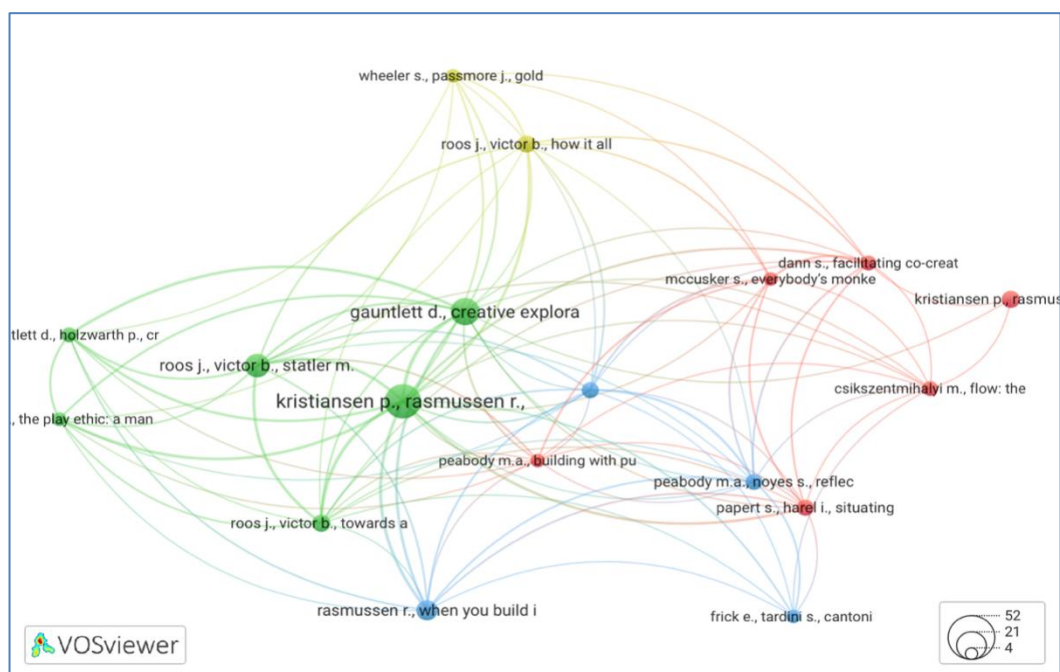 wheeler s., passmore j., gold
roos j., victor b., how it all
dann s., facilitating co-creat
mccusker s., everybody's monke
kristiansen p., rasmus
gauntlett d., creative explora
tlett d., holzwarth p., cr
roos j., victor b., statler m.
csikszentmihalyi m., flow: the
kristiansen p., rasmussen r.,
, the play ethic: a man
peabody m.a., building with pu
peabody m.a., noyes s., reflec
papert s., harel i., situating
roos j., victor b., towards a
rasmussen r., when you build i
frick e., tardini s., cantoni
VOSviewer
52
21
4